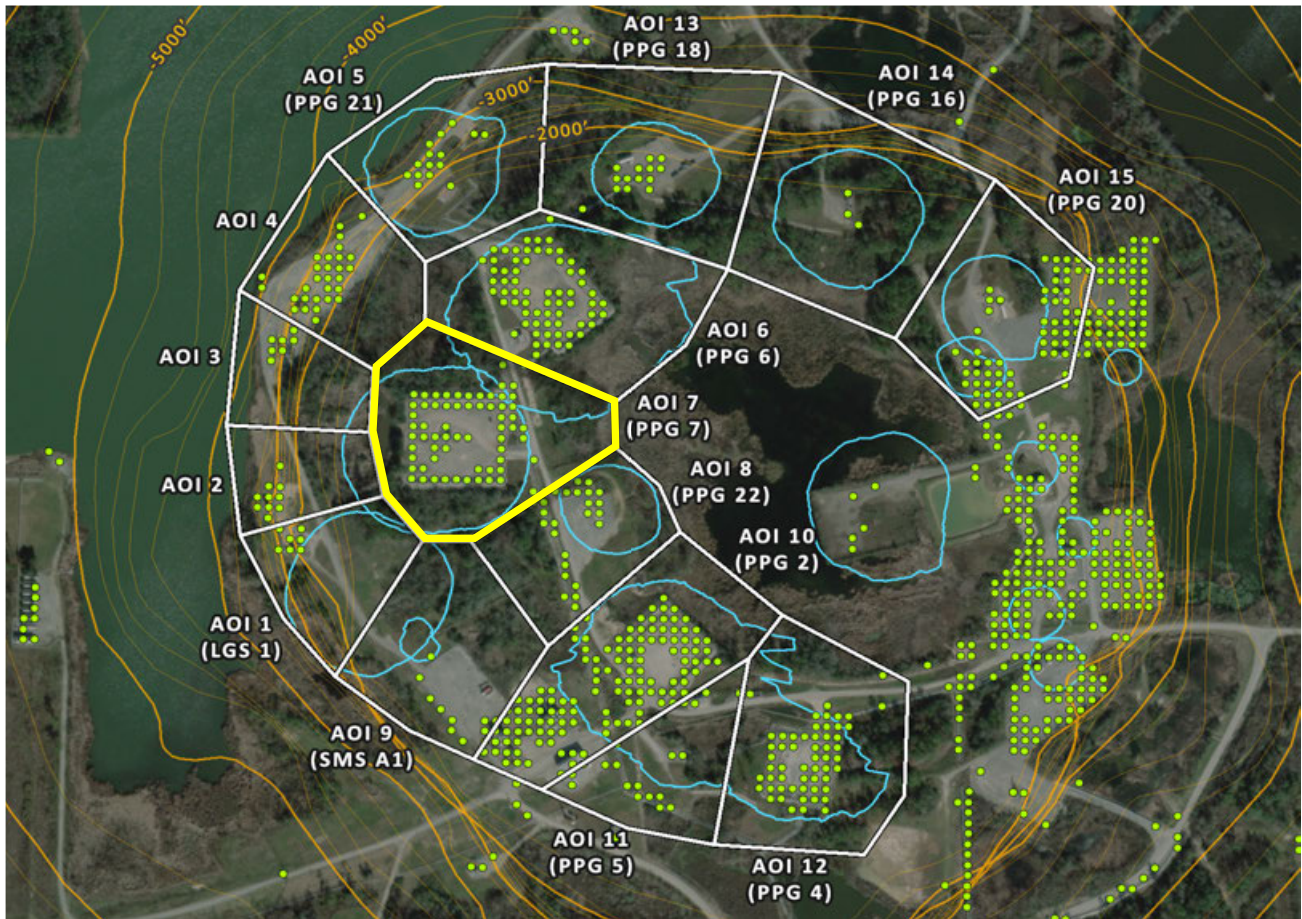 -5000'
-4000'
-3000'
-2000'
AOI 13
(PPG 18)
AOI 5
(PPG 21)
AOI 14
(PPG 16)
AOI 15
(PPG 20)
AOI 4
AOI 3
AOI 6
(PPG 6)
AOI 7
(PPG 7)
AOI 2
AOI 8
(PPG 22)
AOI 10
(PPG 2)
AOI 1
(LGS 1)
AOI 9
(SMS A1)
AOI 11
(PPG 5)
AOI 12
(PPG 4)